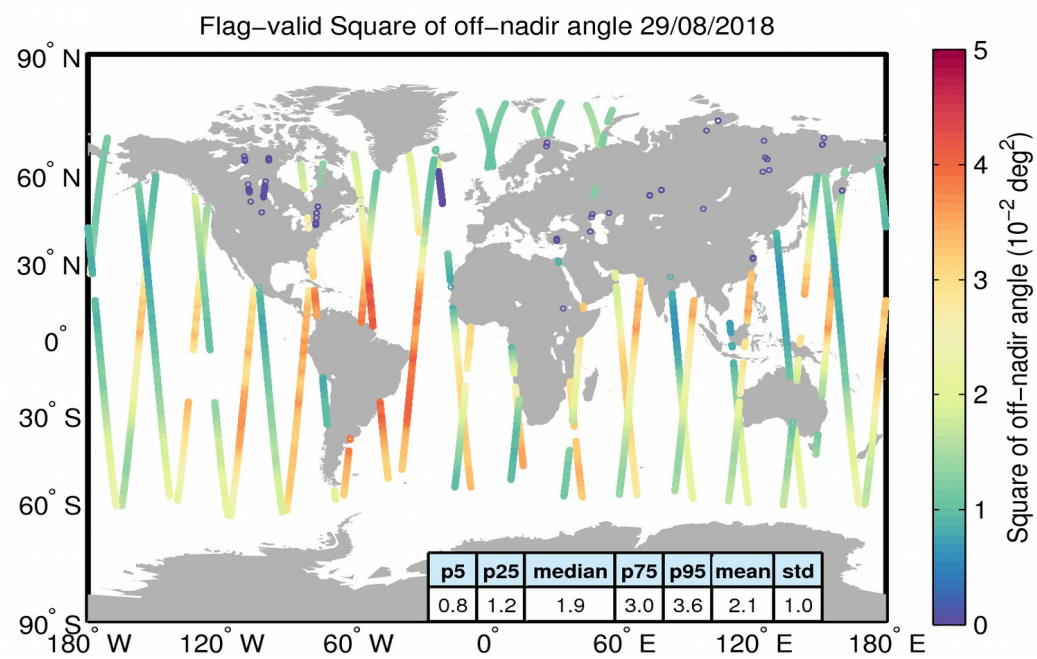 Flag–valid Square of off–nadir angle 29/08/2018
90° N
60° N
30° N
0°
30° S
60° S
90° S
180° W
120° W
60° W
0°
60° E
120° E
180° E
p5 p25 median p75 p95 mean std
0.8 1.2 1.9 3.0 3.6 2.1 1.0
5
4
3
2
1
0
Square of off–nadir angle (10⁻² deg²)